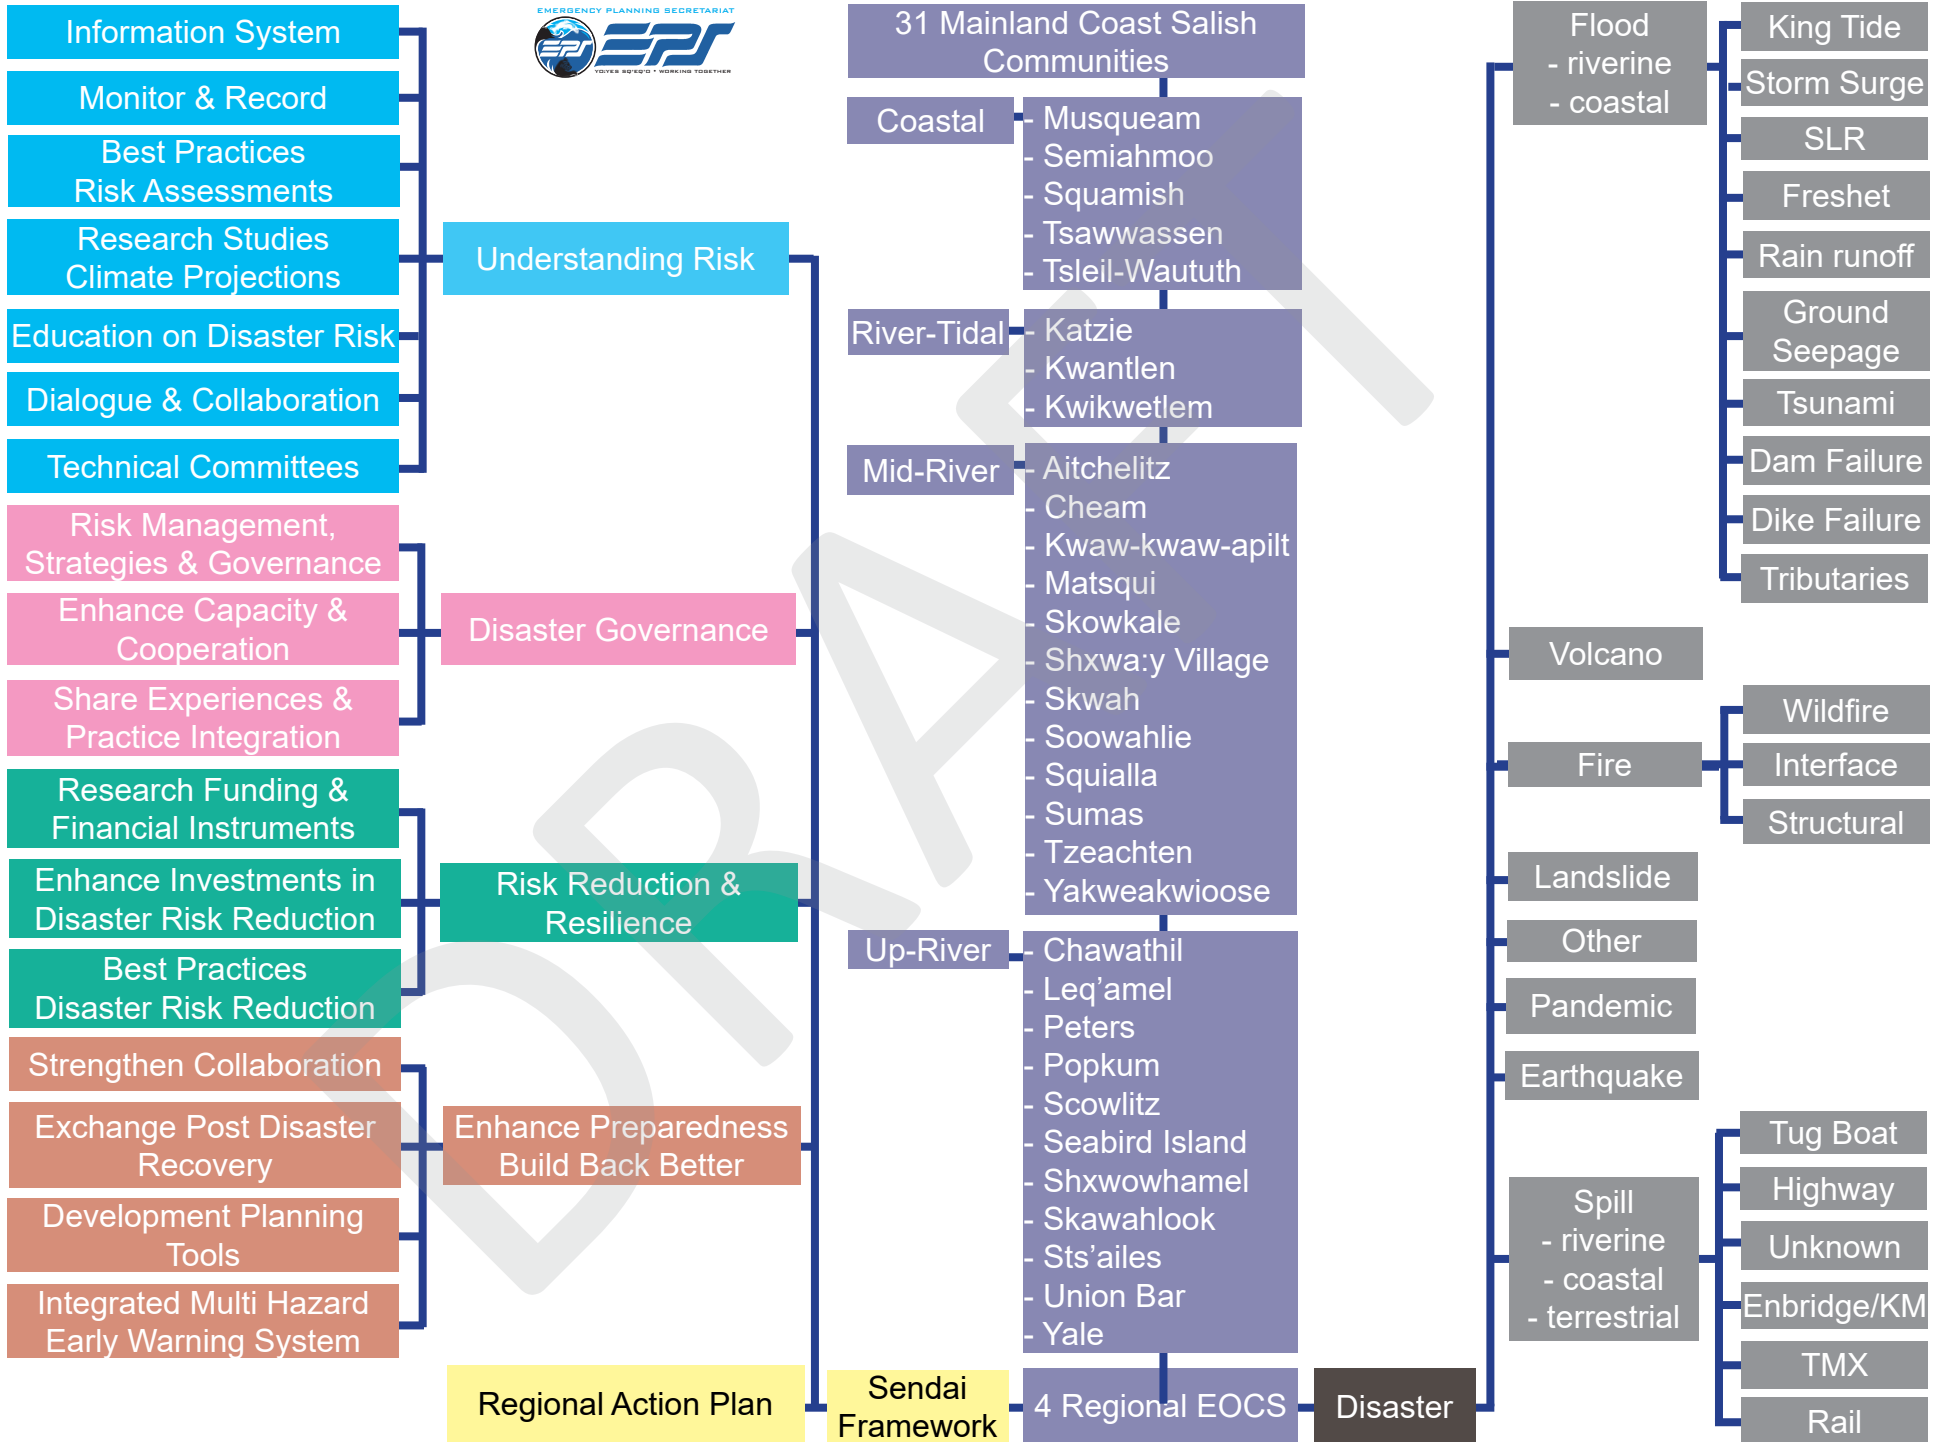 Information System
Monitor & Record
Best Practices
Risk Assessments
Research Studies
Climate Projections
Education on Disaster Risk
Dialogue & Collaboration
Technical Committees
Understanding Risk
Risk Management,
Strategies & Governance
Enhance Capacity &
Cooperation
Share Experiences &
Practice Integration
Disaster Governance
Research Funding &
Financial Instruments
Enhance Investments in
Disaster Risk Reduction
Best Practices
Disaster Risk Reduction
Risk Reduction &
Resilience
Strengthen Collaboration
Exchange Post Disaster
Recovery
Development Planning
Tools
Integrated Multi Hazard
Early Warning System
Enhance Preparedness
Build Back Better
Regional Action Plan
Sendai
Framework
EMERGENCY PLANNING SECRETARIAT
EPS
EPS
YO:YES SQ'EQ'O • WORKING TOGETHER
31 Mainland Coast Salish
Communities
Coastal
- Musqueam
- Semiahmoo
- Squamish
- Tsawwassen
- Tsleil-Waututh
River-Tidal
- Katzie
- Kwantlen
- Kwikwetlem
Mid-River
- Aitchelitz
- Cheam
- Kwaw-kwaw-apilt
- Matsqui
- Skowkale
- Shxwa:y Village
- Skwah
- Soowahlie
- Squialla
- Sumas
- Tzeachten
- Yakweakwioose
Up-River
- Chawathil
- Leq’amel
- Peters
- Popkum
- Scowlitz
- Seabird Island
- Shxwowhamel
- Skawahlook
- Sts’ailes
- Union Bar
- Yale
4 Regional EOCS
Disaster
Flood
- riverine
- coastal
King Tide
Storm Surge
SLR
Freshet
Rain runoff
Ground
Seepage
Tsunami
Dam Failure
Dike Failure
Tributaries
Volcano
Fire
Wildfire
Interface
Structural
Landslide
Other
Pandemic
Earthquake
Spill
- riverine
- coastal
- terrestrial
Tug Boat
Highway
Unknown
Enbridge/KM
TMX
Rail
DRAFT